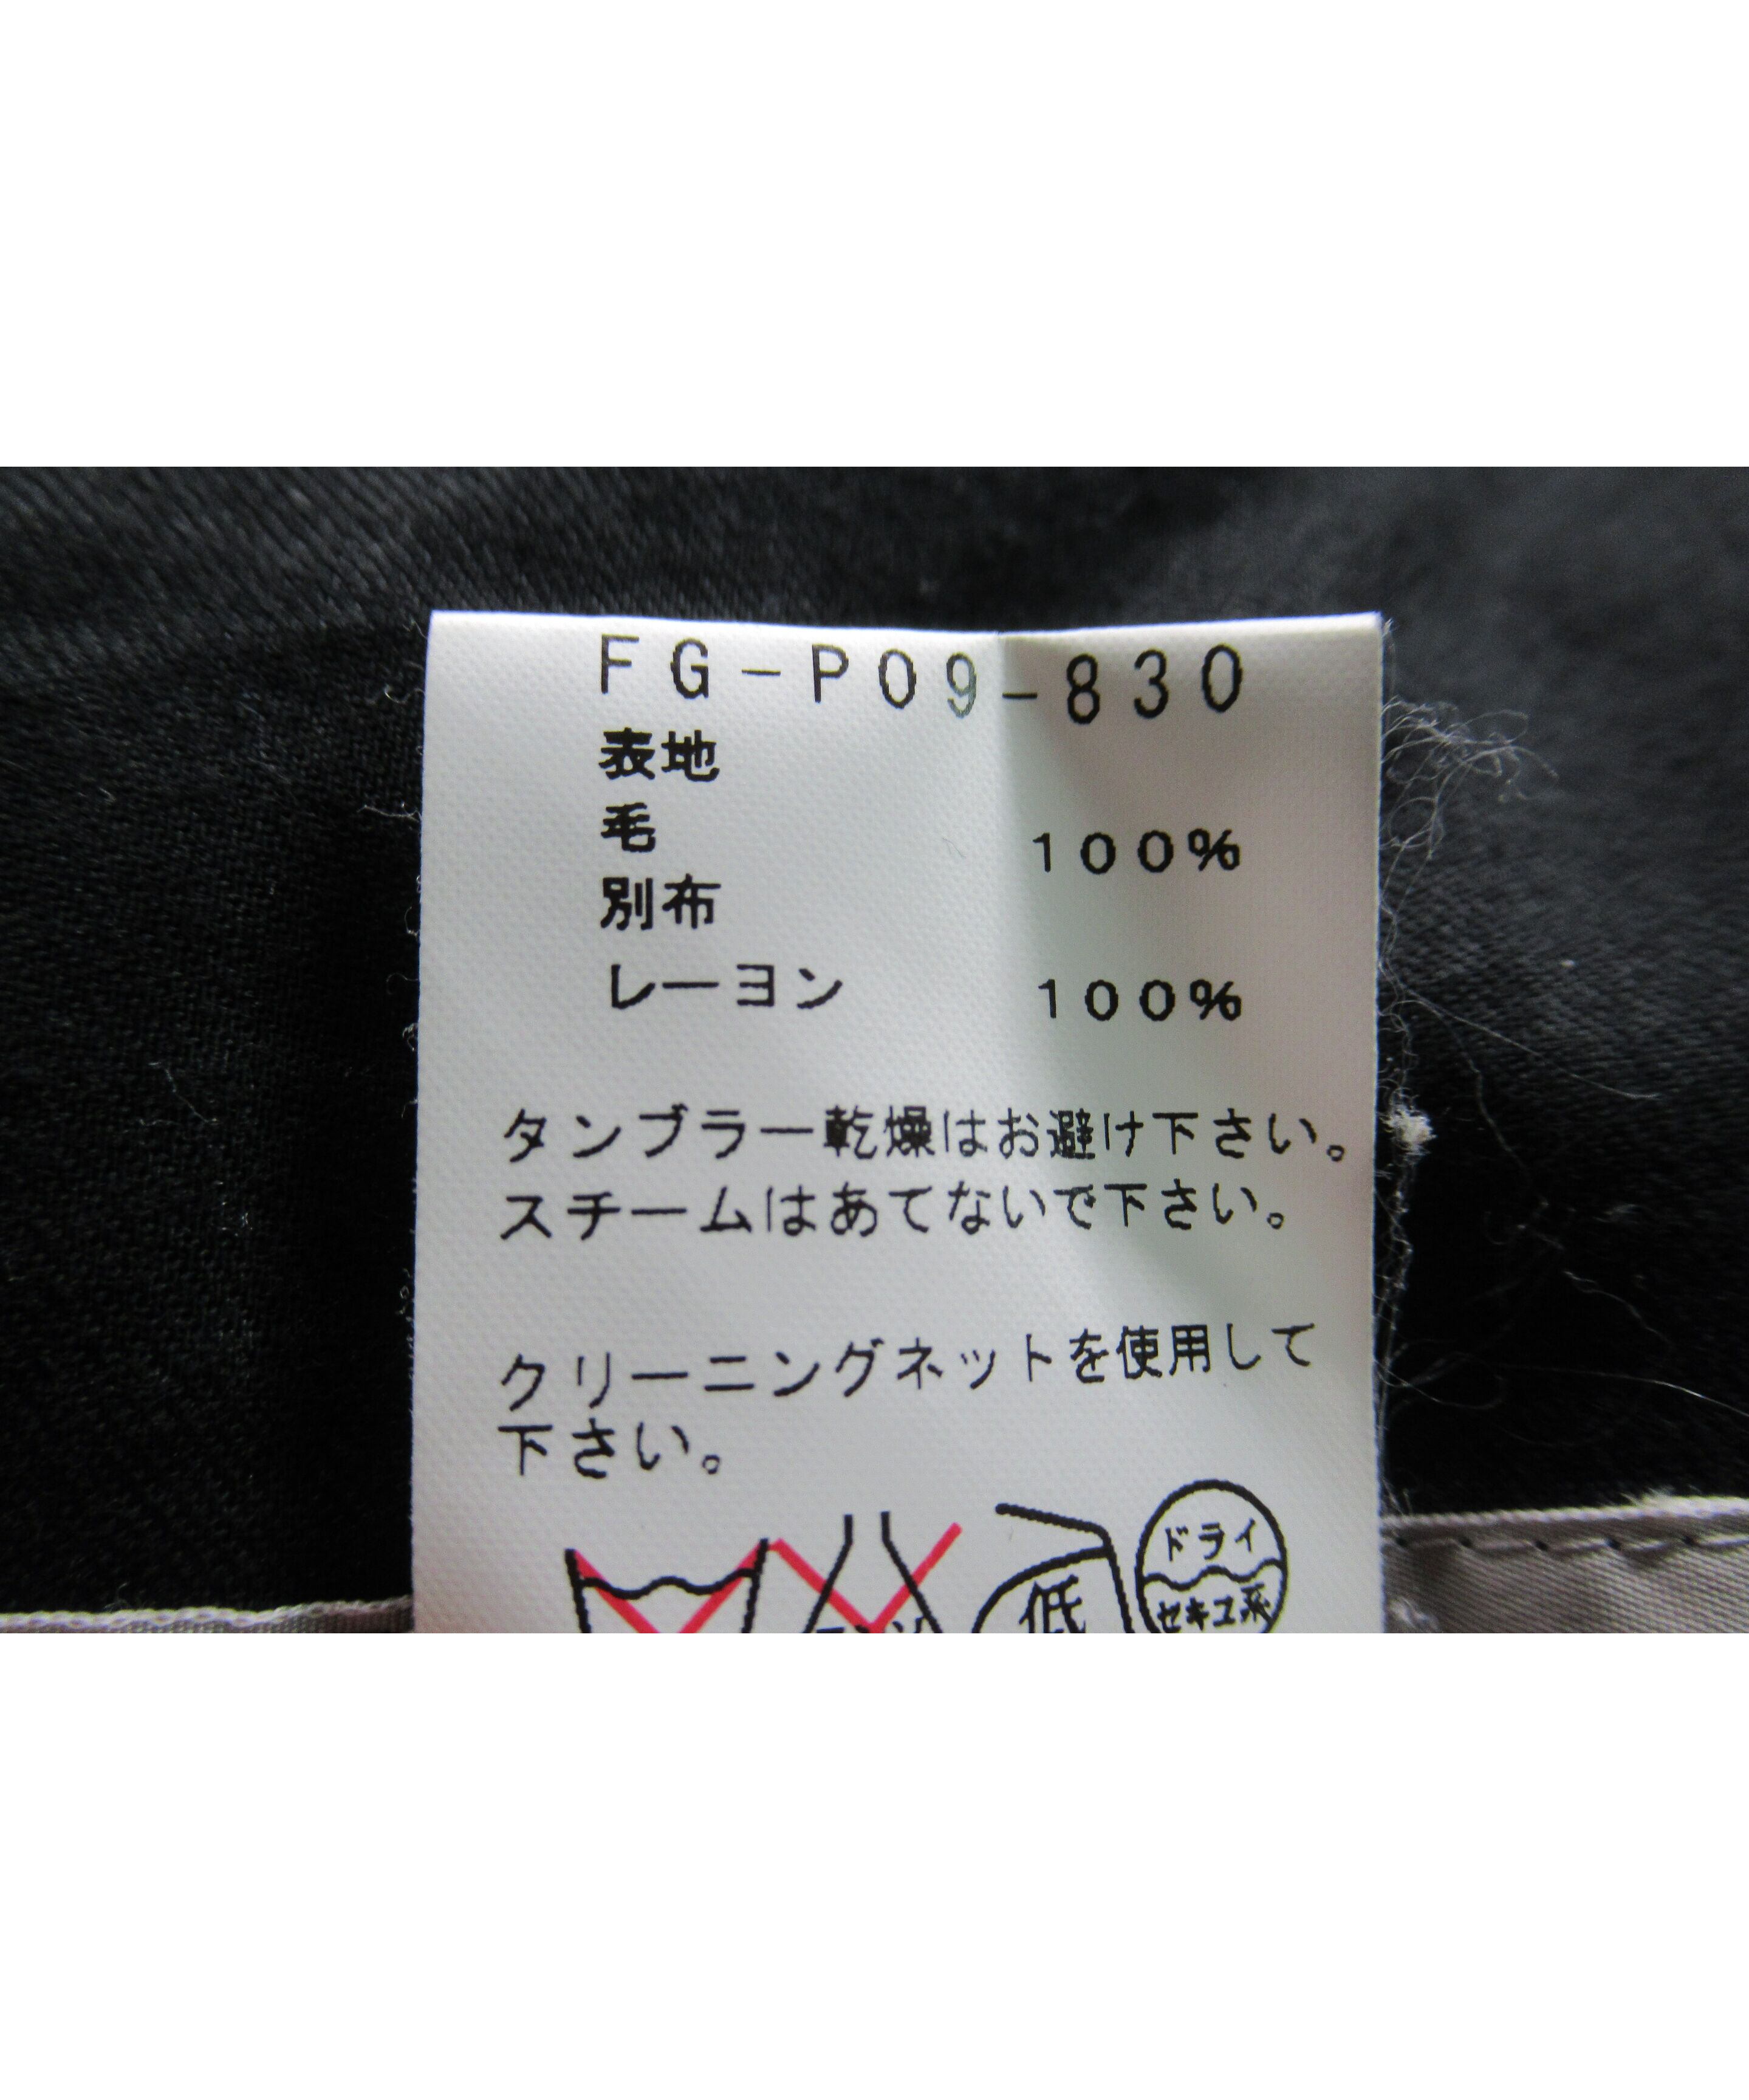 FG-P09-830
表地
毛 100%
別布
レーヨン 100%
タンブラー乾燥はお避け下さい。
スチームはあてないで下さい。
クリーニングネットを使用して
下さい。
低
ドライ
セキユ系